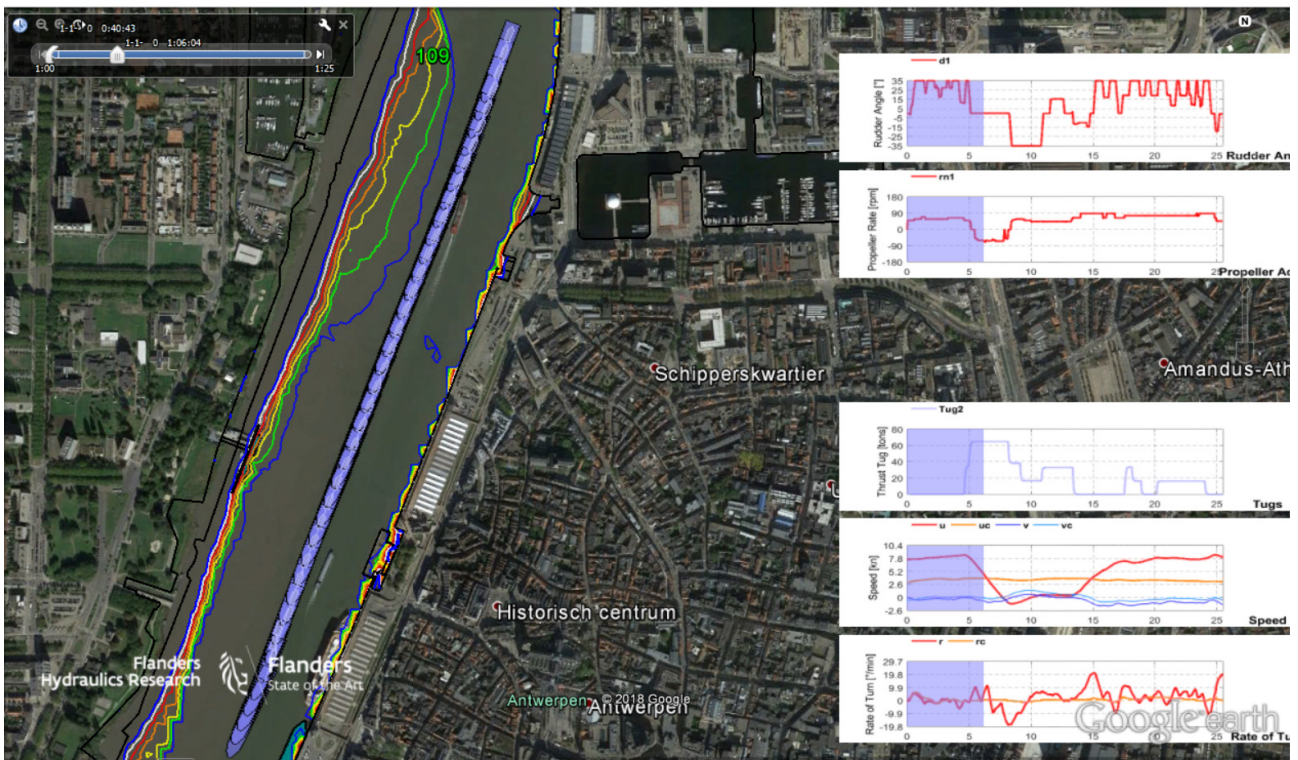 1-1- 0 0:40:43
1-1- 0 1:06:04
1:00
1:25
109
N
d1
Rudder Angle [°]
35
25
15
5
-5
-15
-25
-35
0 5 10 15 20 25
Rudder An
rn1
Propeller Rate [rpm]
180
90
0
-90
-180
0 5 10 15 20 25
Propeller Ac
Schipperskwartier
Amandus-Ath
Tug2
Thrust Tug [tons]
80
60
40
20
0
0 5 10 15 20 25
Tugs
u uc v vc
Speed [kn]
10.4
7.8
5.2
2.6
0
-2.6
0 5 10 15 20 25
Speed
Historisch centrum
r rc
Rate of Turn [°/min]
29.7
19.8
9.9
0
-9.9
-19.8
0 5 10 15 20 25
Rate of Tu
Flanders
Hydraulics Research
Flanders
State of the Art
Antwerpen
© 2018 Google
Antwerpen
Google earth